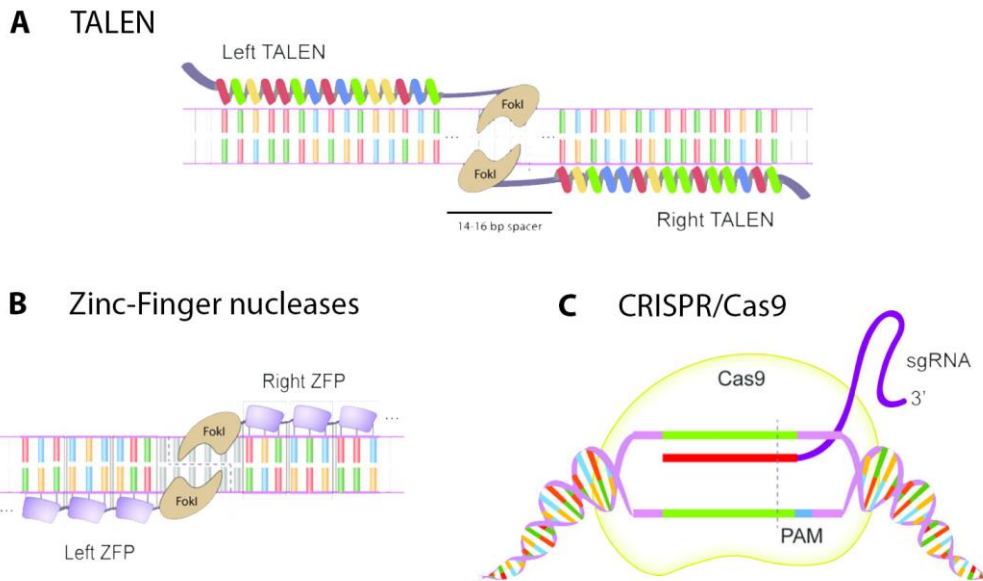 A TALEN
Left TALEN
FokI
... ...
FokI
14-16 bp spacer
Right TALEN
B Zinc-Finger nucleases
Right ZFP
FokI
...
FokI
...
Left ZFP
C CRISPR/Cas9
sgRNA
3’
Cas9
PAM